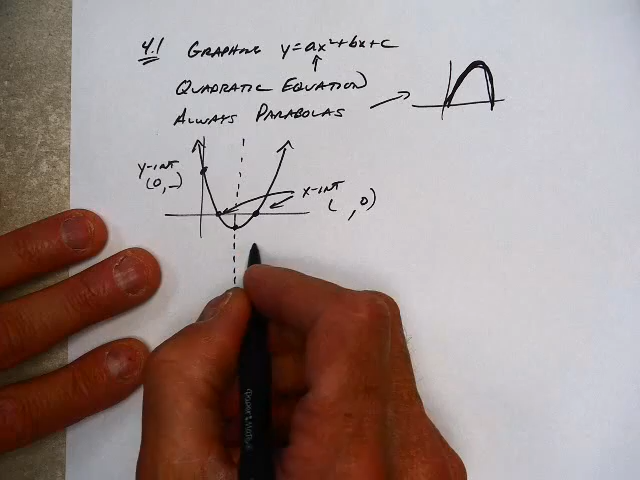 4.1 GRAPHING y=ax²+bx+c
QUADRATIC EQUATION
ALWAYS PARABOLAS
y-INT
(0,_)
x-INT
( ,0)